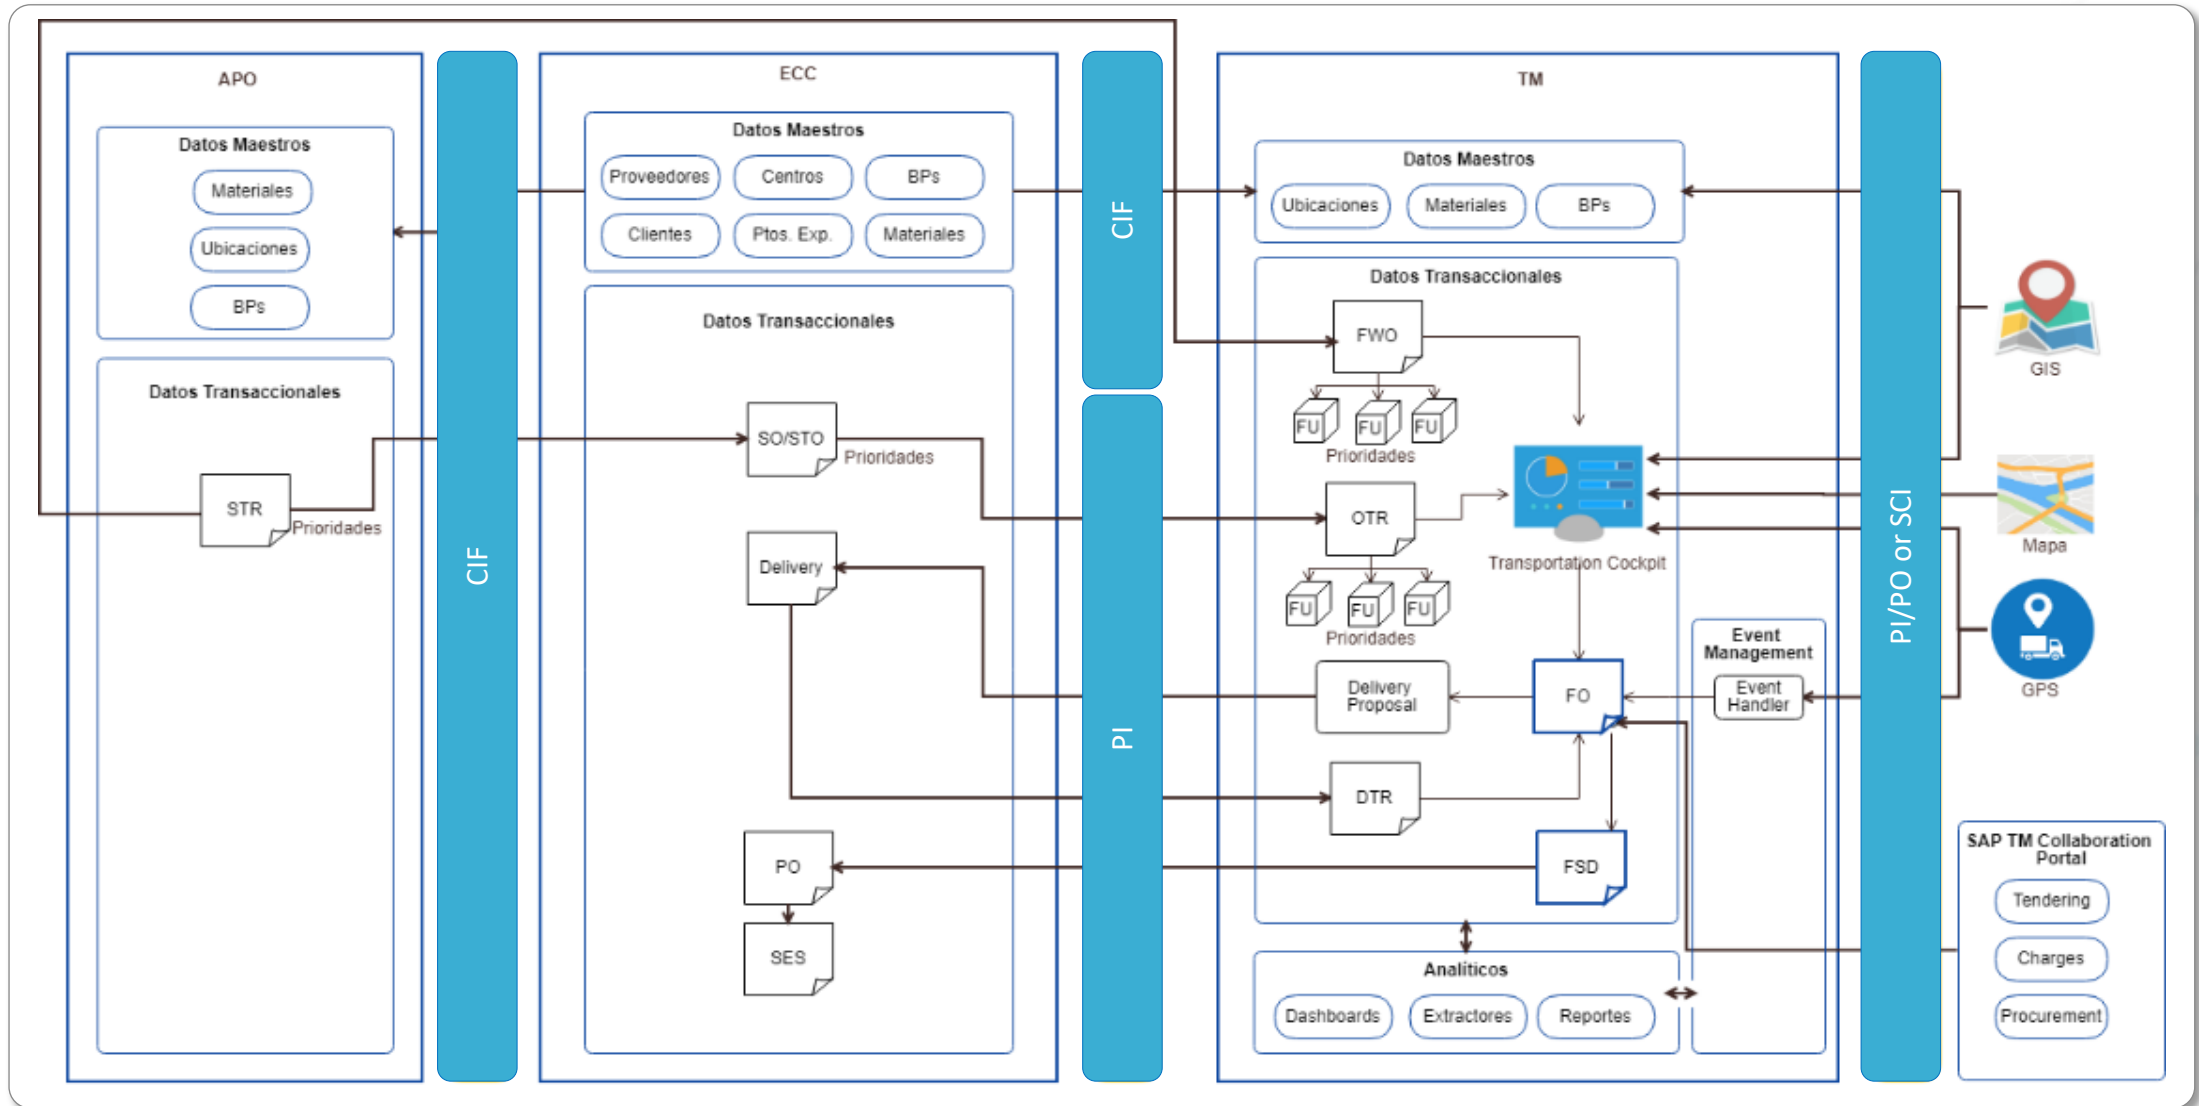 APO
Datos Maestros
Materiales
Ubicaciones
BPs
Datos Transaccionales
STR
Prioridades
CIF
ECC
Datos Maestros
Proveedores
Centros
BPs
Clientes
Ptos. Exp.
Materiales
Datos Transaccionales
SO/STO
Prioridades
Delivery
PO
SES
CIF
PI
TM
Datos Maestros
Ubicaciones
Materiales
BPs
Datos Transaccionales
FWO
FU
FU
FU
Prioridades
OTR
FU
FU
FU
Prioridades
Transportation Cockpit
Delivery
Proposal
FO
DTR
FSD
Event
Management
Event
Handler
Analíticos
Dashboards
Extractores
Reportes
PI/PO or SCI
GIS
Mapa
GPS
SAP TM Collaboration
Portal
Tendering
Charges
Procurement